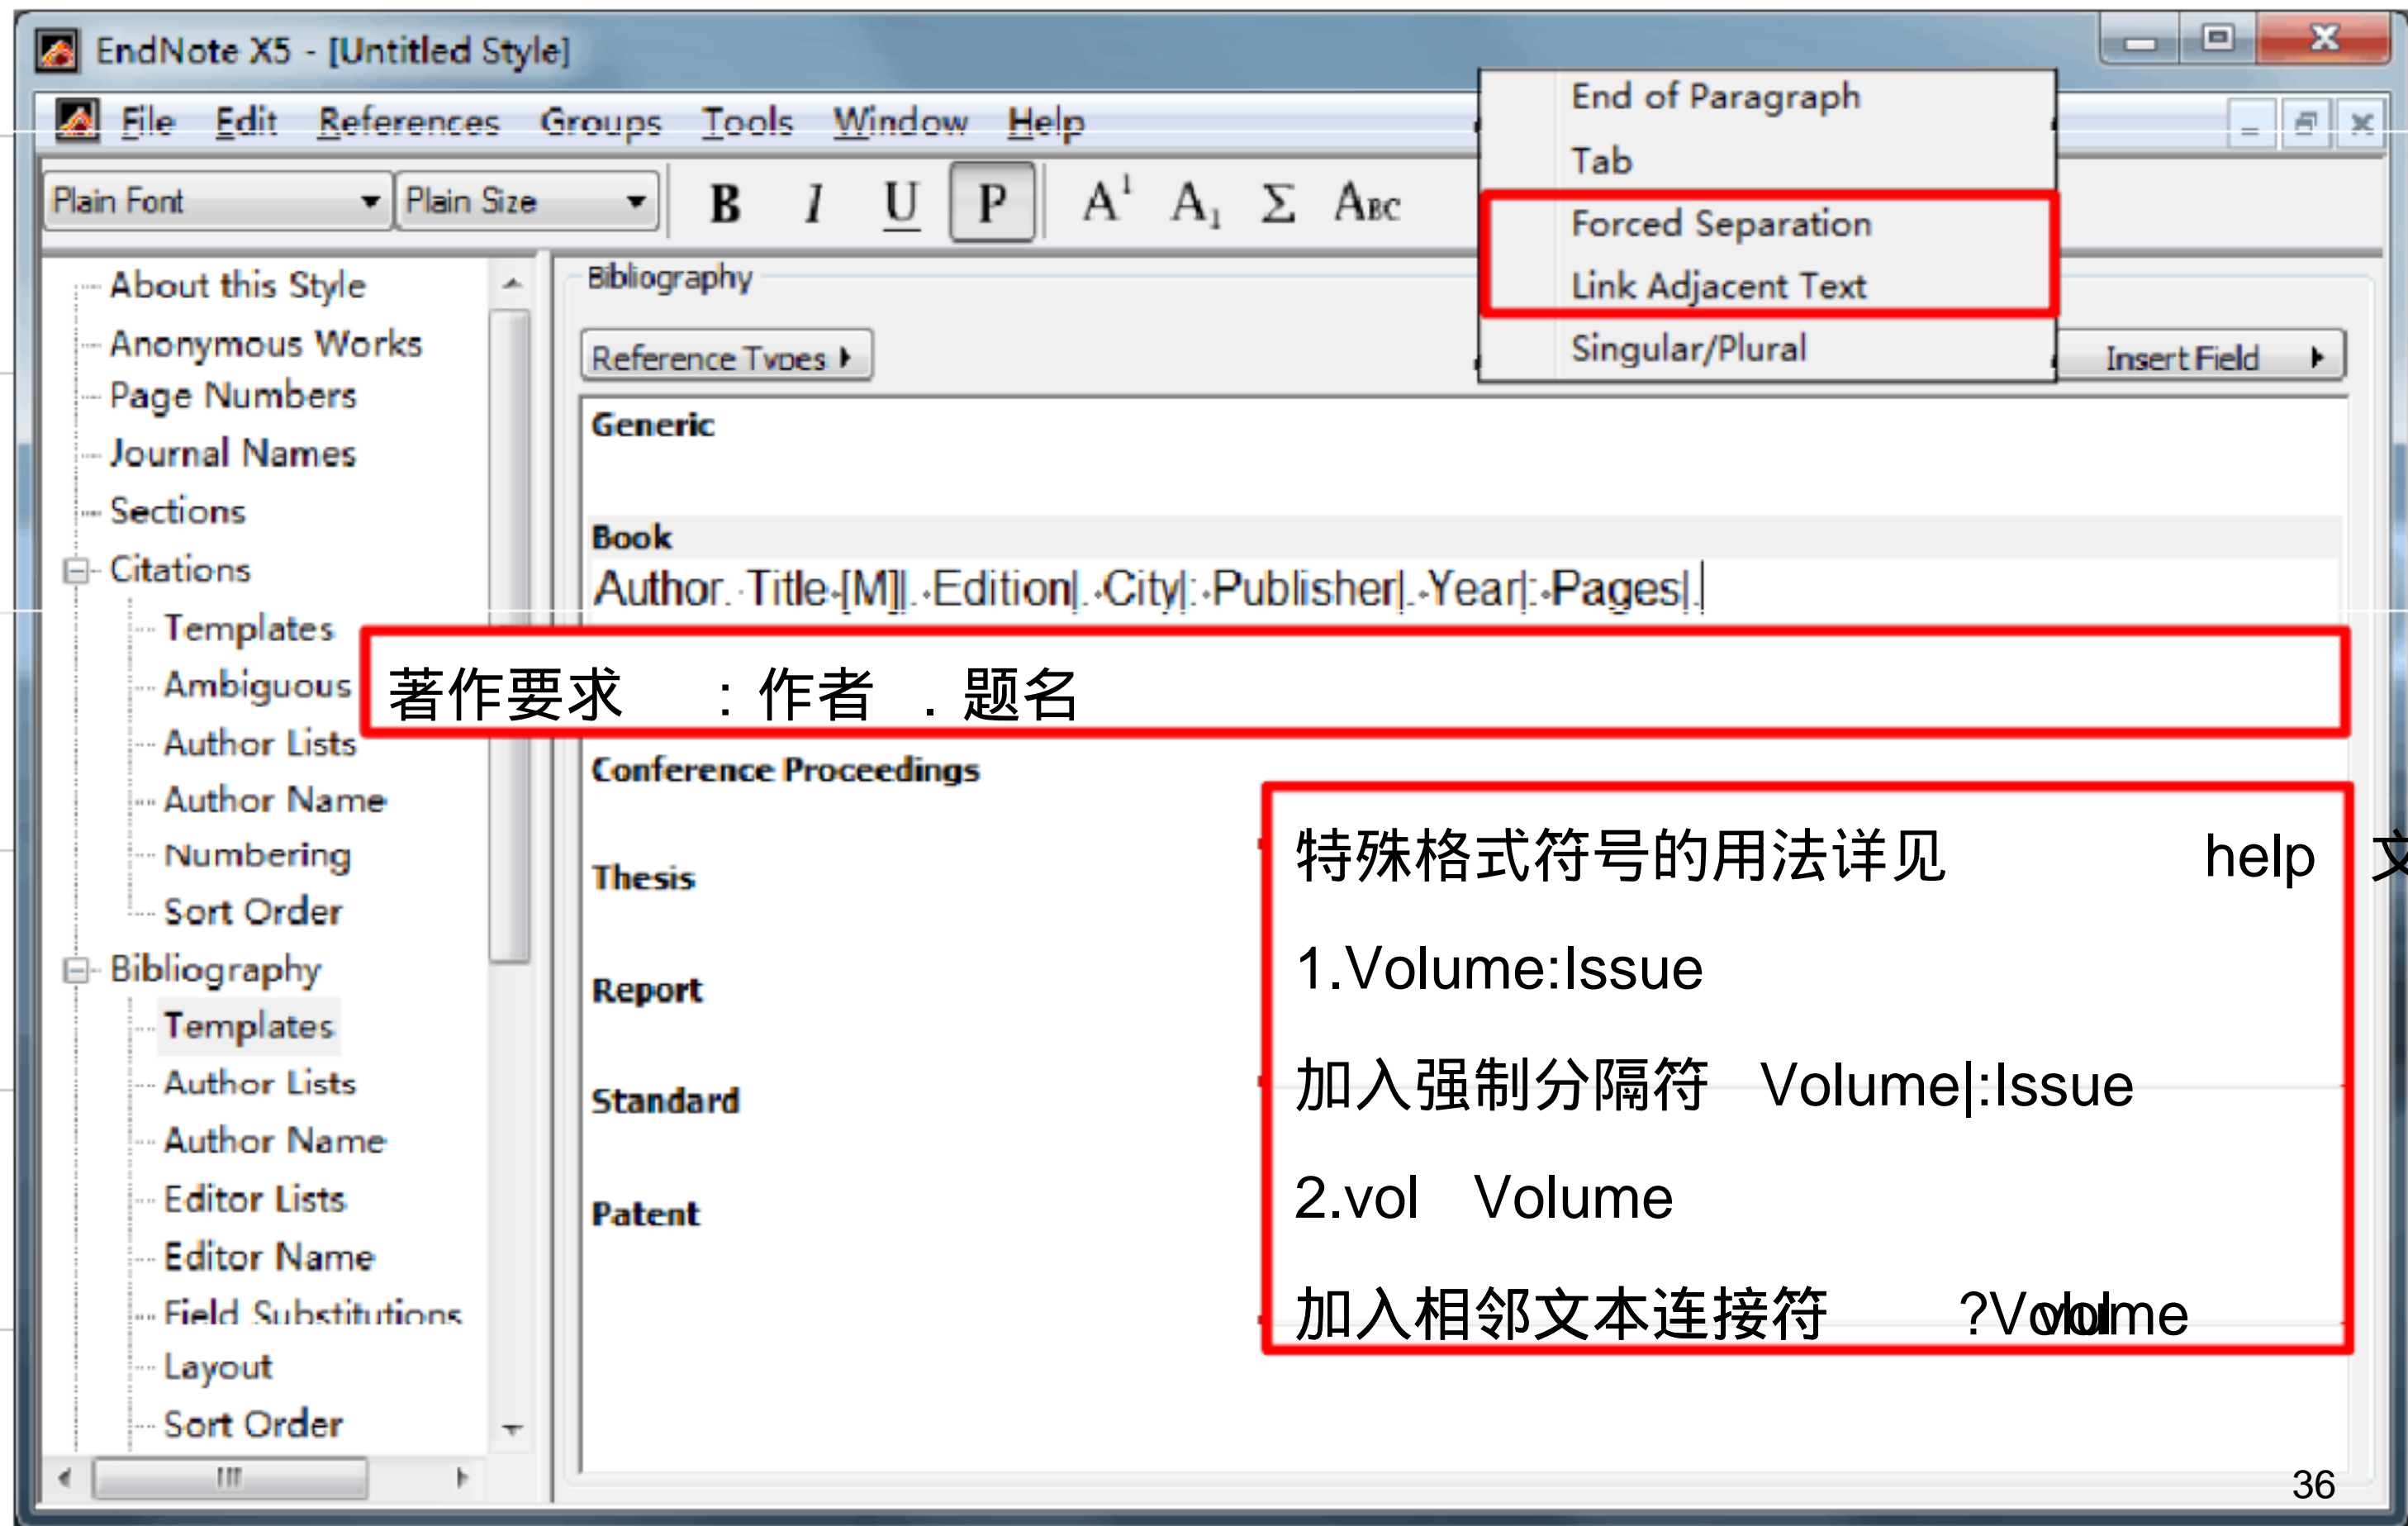 EndNote X5 - [Untitled Style]
File Edit References Groups Tools Window Help
Plain Font Plain Size B I U P A¹ A₁ Σ ABC
End of Paragraph
Tab
Forced Separation
Link Adjacent Text
Singular/Plural
About this Style
Anonymous Works
Page Numbers
Journal Names
Sections
Citations
Templates
Ambiguous
Author Lists
Author Name
Numbering
Sort Order
Bibliography
Templates
Author Lists
Author Name
Editor Lists
Editor Name
Field Substitutions
Layout
Sort Order
Bibliography
Reference Types
Insert Field
Generic
Book
Author.·Title·[M]|.·Edition|.·City|:·Publisher|.·Year|:·Pages|.
著作要求 :作者 .题名
Conference Proceedings
Thesis
Report
Standard
Patent
特殊格式符号的用法详见 help 文
1.Volume:Issue
加入强制分隔符 Volume|:Issue
2.vol Volume
加入相邻文本连接符 ?Volume
36